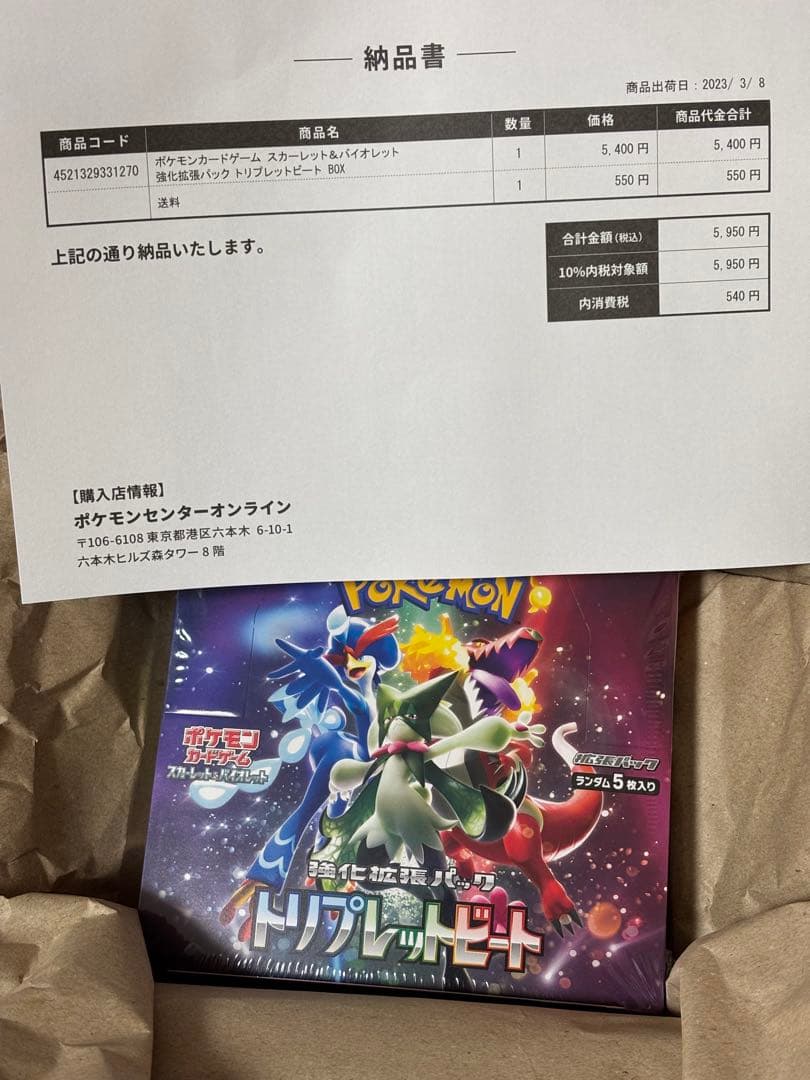 納品書
商品出荷日：2023/ 3/ 8
商品コード 商品名 数量 価格 商品代金合計
4521329331270 ポケモンカードゲーム スカーレット&バイオレット 1 5,400 円 5,400 円
強化拡張パック トリプレットビート BOX
送料 1 550 円 550 円
上記の通り納品いたします。
合計金額(税込) 5,950 円
10%内税対象額 5,950 円
内消費税 540 円
【購入店情報】
ポケモンセンターオンライン
〒106-6108 東京都港区六本木 6-10-1
六本木ヒルズ森タワー 8 階
POKÉMON
ポケモン
カードゲーム
スカーレット&バイオレット
拡張パック
ランダム5枚入り
強化拡張パック
トリプレットビート